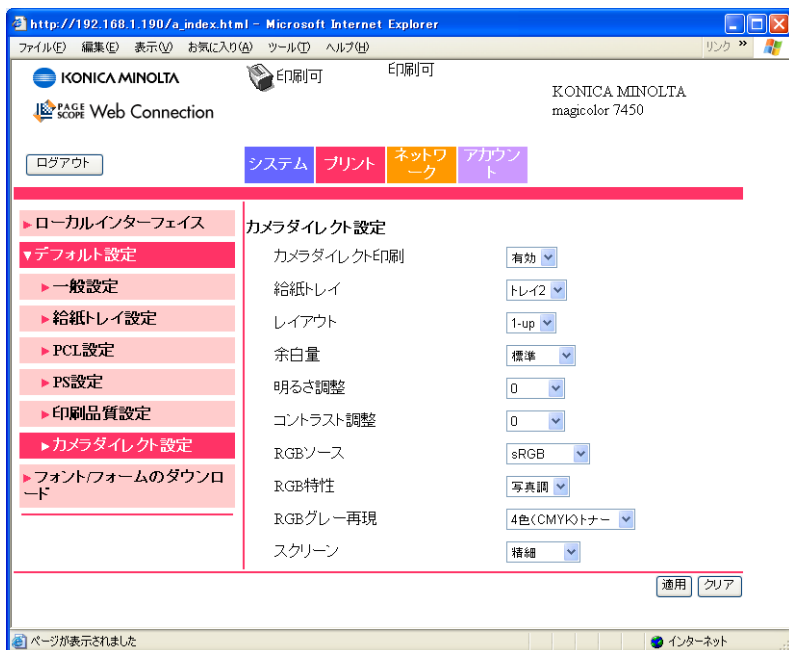 http://192.168.1.190/a_index.html - Microsoft Internet Explorer
ファイル(F) 編集(E) 表示(V) お気に入り(A) ツール(T) ヘルプ(H) リンク »
KONICA MINOLTA
印刷可
印刷可
KONICA MINOLTA
magicolor 7450
PAGE SCOPE Web Connection
ログアウト
システム
プリント
ネットワ
ーク
アカウン
ト
ローカルインターフェイス
デフォルト設定
一般設定
給紙トレイ設定
PCL設定
PS設定
印刷品質設定
カメラダイレクト設定
フォント/フォームのダウンロ
ード
カメラダイレクト設定
カメラダイレクト印刷 有効
給紙トレイ トレイ2
レイアウト 1-up
余白量 標準
明るさ調整 0
コントラスト調整 0
RGBソース sRGB
RGB特性 写真調
RGBグレー再現 4色(CMYK)トナー
スクリーン 精細
適用 クリア
ページが表示されました インターネット